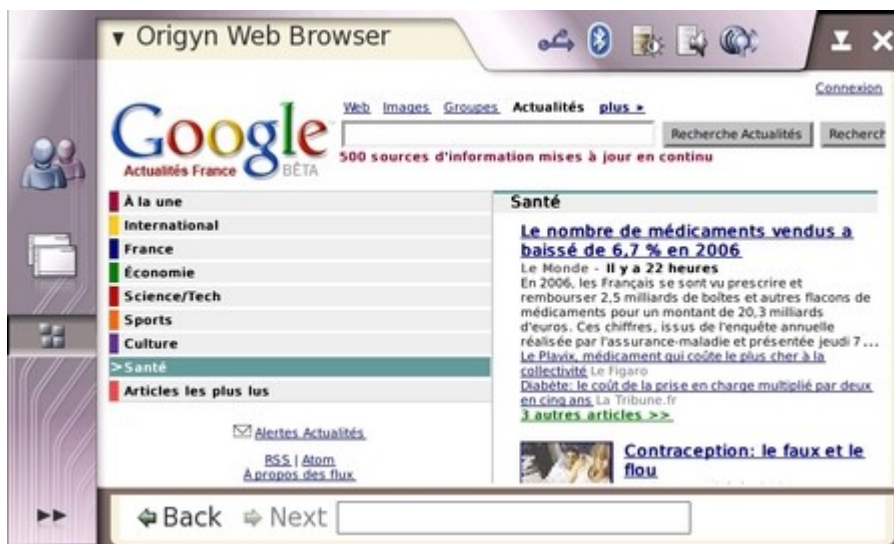 Origyn Web Browser
Connexion
Web Images Groupes Actualités plus
Google
Recherche Actualités Recherch
Actualités France BÊTA
500 sources d'information mises à jour en continu
À la une
International
France
Économie
Science/Tech
Sports
Culture
>Santé
Articles les plus lus
Alertes Actualités
RSS | Atom
À propos des flux
Santé
Le nombre de médicaments vendus a
baissé de 6,7 % en 2006
Le Monde - Il y a 22 heures
En 2006, les Français se sont vu prescrire et
rembourser 2,5 milliards de boîtes et autres flacons de
médicaments pour un montant de 20,3 milliards
d'euros. Ces chiffres, issus de l'enquête annuelle
réalisée par l'assurance-maladie et présentée jeudi 7 ...
Le Plavix, médicament qui coûte le plus cher à la
collectivité Le Figaro
Diabète: le coût de la prise en charge multiplié par deux
en cinq ans La Tribune.fr
3 autres articles >>
Contraception: le faux et le
flou
Back Next